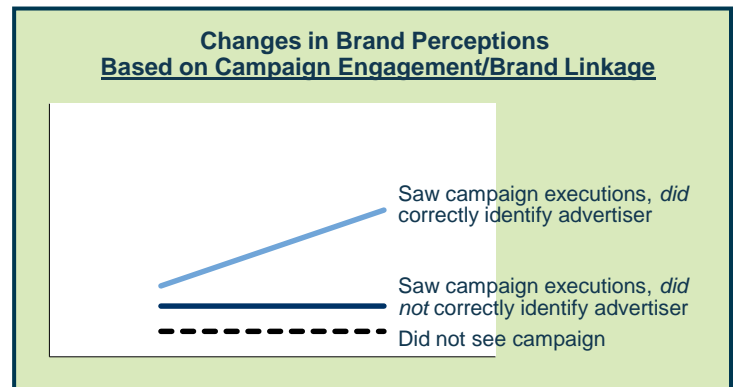 Changes in Brand Perceptions
Based on Campaign Engagement/Brand Linkage
Saw campaign executions, did
correctly identify advertiser
Saw campaign executions, did
not correctly identify advertiser
Did not see campaign